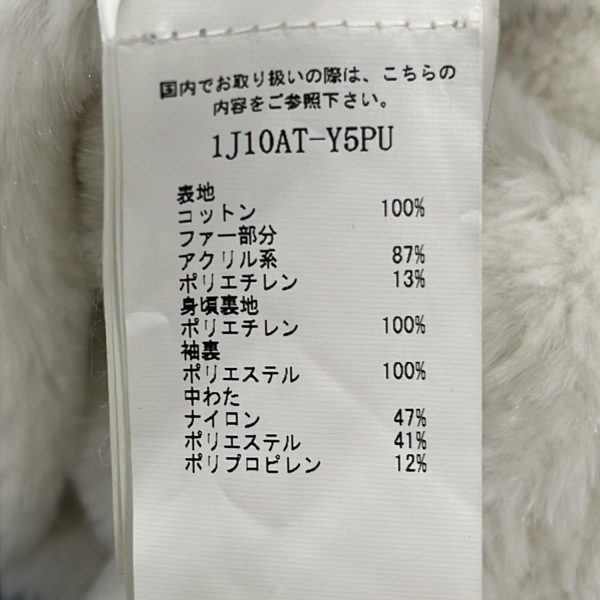 国内でお取り扱いの際は、こちらの
内容をご参照下さい。
1J10AT-Y5PU
表地
コットン 100%
ファー部分
アクリル系 87%
ポリエチレン 13%
身頃裏地
ポリエチレン 100%
袖裏
ポリエステル 100%
中わた
ナイロン 47%
ポリエステル 41%
ポリプロピレン 12%